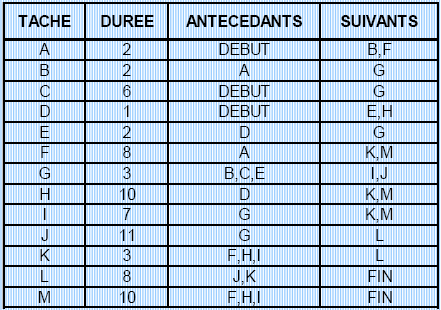 TACHE DUREE ANTECEDANTS SUIVANTS
A 2 DEBUT B,F
B 2 A G
C 6 DEBUT G
D 1 DEBUT E,H
E 2 D G
F 8 A K,M
G 3 B,C,E I,J
H 10 D K,M
I 7 G K,M
J 11 G L
K 3 F,H,I L
L 8 J,K FIN
M 10 F,H,I FIN